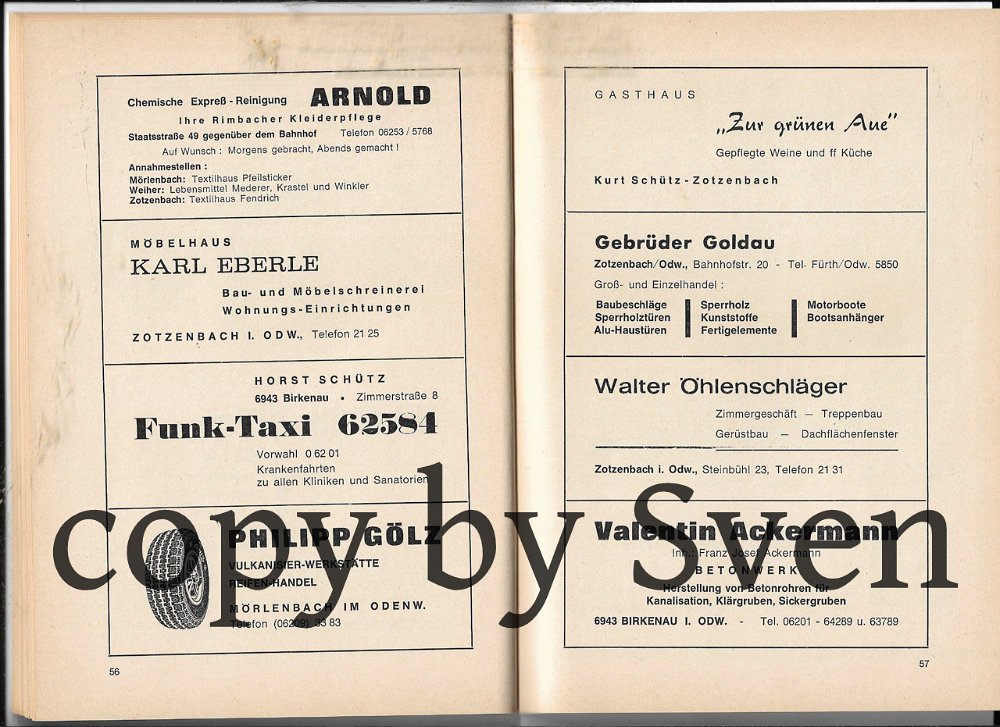 Chemische Expreß-Reinigung ARNOLD
Ihre Rimbacher Kleiderpflege
Staatsstraße 49 gegenüber dem Bahnhof Telefon 06253/5768
Auf Wunsch : Morgens gebracht, Abends gemacht !
Annahmestellen :
Mörlenbach: Textilhaus Pfeilsticker
Weiher: Lebensmittel Mederer, Krastel und Winkler
Zotzenbach: Textilhaus Fendrich
MÖBELHAUS
KARL EBERLE
Bau- und Möbelschreinerei
Wohnungs-Einrichtungen
ZOTZENBACH I. ODW., Telefon 21 25
HORST SCHÜTZ
6943 Birkenau • Zimmerstraße 8
Funk-Taxi 62584
Vorwahl 0 62 01
Krankenfahrten
zu allen Kliniken und Sanatorien
PHILIPP GÖLZ
VULKANISIER-WERKSTÄTTE
REIFEN-HANDEL
MÖRLENBACH IM ODENW.
Telefon (06209) 33 83
56
GASTHAUS
„Zur grünen Aue"
Gepflegte Weine und ff Küche
Kurt Schütz-Zotzenbach
Gebrüder Goldau
Zotzenbach/Odw., Bahnhofstr. 20 - Tel. Fürth/Odw. 5850
Groß- und Einzelhandel :
Baubeschläge Sperrholz Motorboote
Sperrholztüren Kunststoffe Bootsanhänger
Alu-Haustüren Fertigelemente
Walter Öhlenschläger
Zimmergeschäft — Treppenbau
Gerüstbau — Dachflächenfenster
Zotzenbach i. Odw., Steinbühl 23, Telefon 21 31
Valentin Ackermann
Inh.: Franz Josef Ackermann
BETONWERK
Herstellung von Betonrohren für
Kanalisation, Klärgruben, Sickergruben
6943 BIRKENAU I. ODW. - Tel. 06201 - 64289 u. 63789
57
copy by Sven